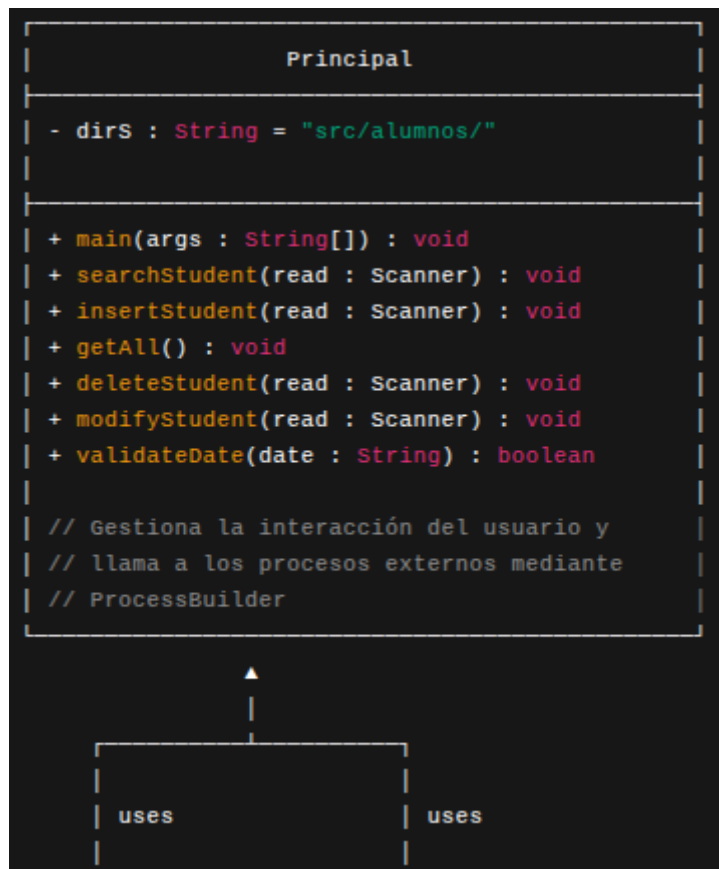 Principal
- dirS : String = "src/alumnos/"
+ main(args : String[]) : void
+ searchStudent(read : Scanner) : void
+ insertStudent(read : Scanner) : void
+ getAll() : void
+ deleteStudent(read : Scanner) : void
+ modifyStudent(read : Scanner) : void
+ validateDate(date : String) : boolean
// Gestiona la interacción del usuario y
// llama a los procesos externos mediante
// ProcessBuilder
uses uses